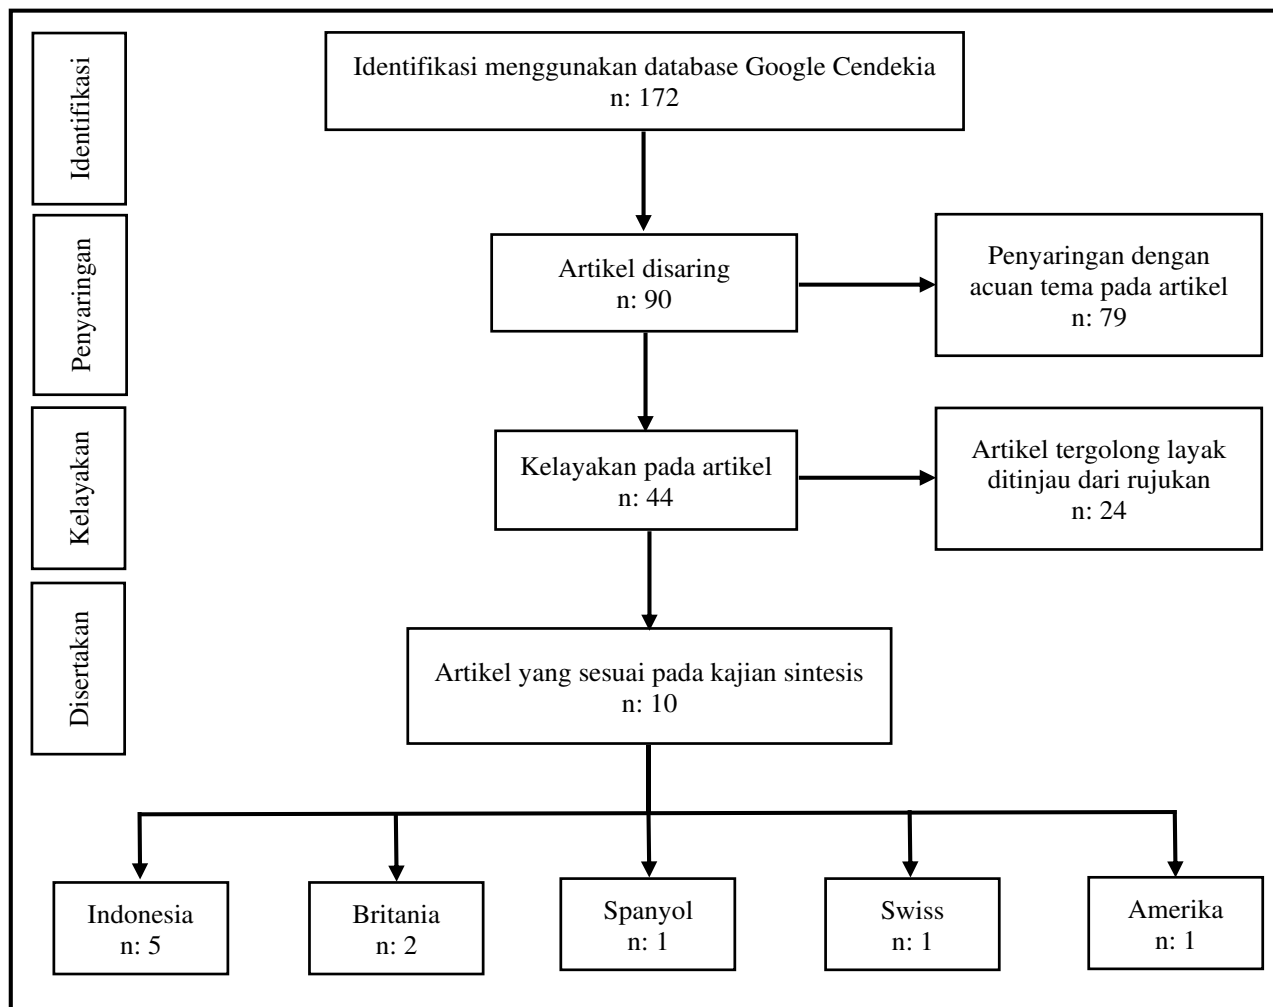 Identifikasi
Identifikasi menggunakan database Google Cendekia
n: 172
Penyaringan
Artikel disaring
n: 90
Penyaringan dengan
acuan tema pada artikel
n: 79
Kelayakan
Kelayakan pada artikel
n: 44
Artikel tergolong layak
ditinjau dari rujukan
n: 24
Disertakan
Artikel yang sesuai pada kajian sintesis
n: 10
Indonesia
n: 5
Britania
n: 2
Spanyol
n: 1
Swiss
n: 1
Amerika
n: 1